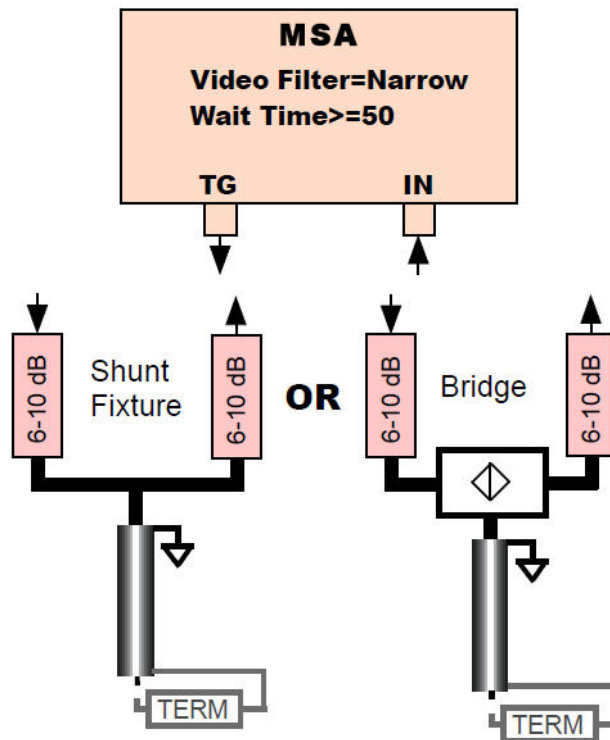 MSA
Video Filter=Narrow
Wait Time>=50
TG
IN
6-10 dB
Shunt
Fixture
6-10 dB
OR
6-10 dB
Bridge
6-10 dB
TERM
TERM